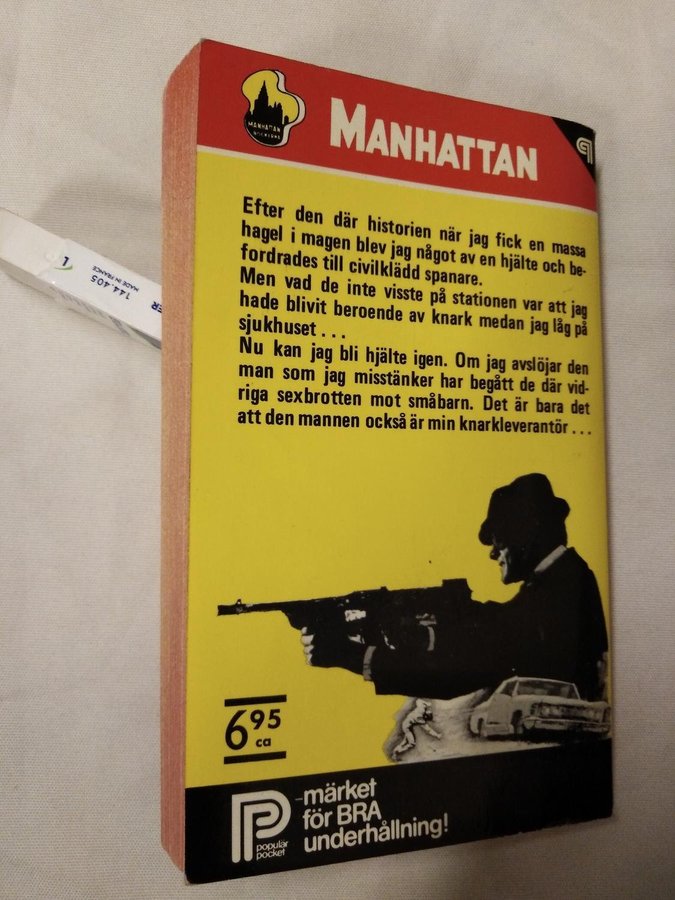 MANHATTAN
MANHATTAN
Efter den där historien när jag fick en massa
hagel i magen blev jag något av en hjälte och be-
fordrades till civilklädd spanare.
Men vad de inte visste på stationen var att jag
hade blivit beroende av knark medan jag låg på
sjukhuset . . .
Nu kan jag bli hjälte igen. Om jag avslöjar den
man som jag misstänker har begått de där vid-
riga sexbrotten mot småbarn. Det är bara det
att den mannen också är min knarkleverantör . . .
144.405
MADE IN FRANCE
695
ca
P
populär
pocket
-märket
för BRA
underhållning!